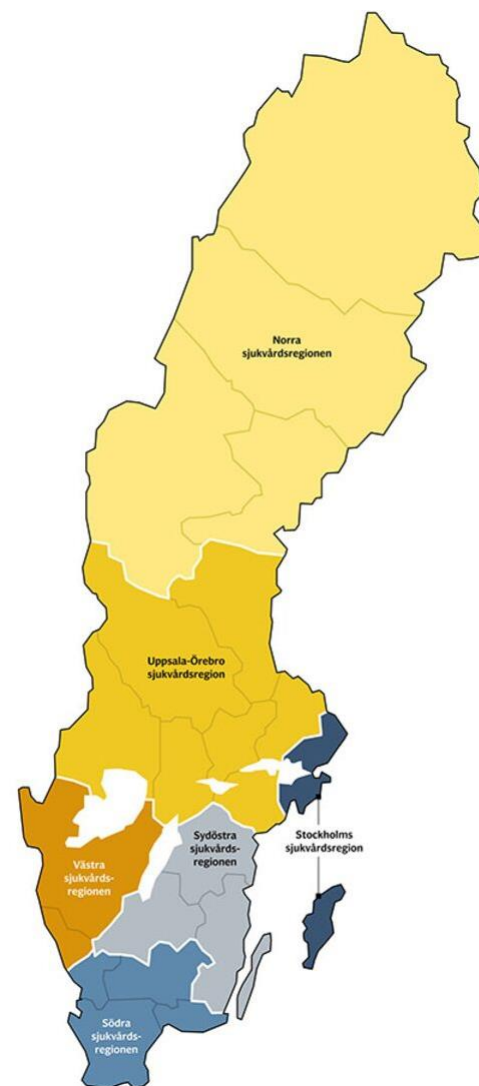 Norra
sjukvårdsregionen
Uppsala-Örebro
sjukvårdsregion
Sydöstra
sjukvårds-
regionen
Stockholms
sjukvårdsregion
Västra
sjukvårds-
regionen
Södra
sjukvårds-
regionen